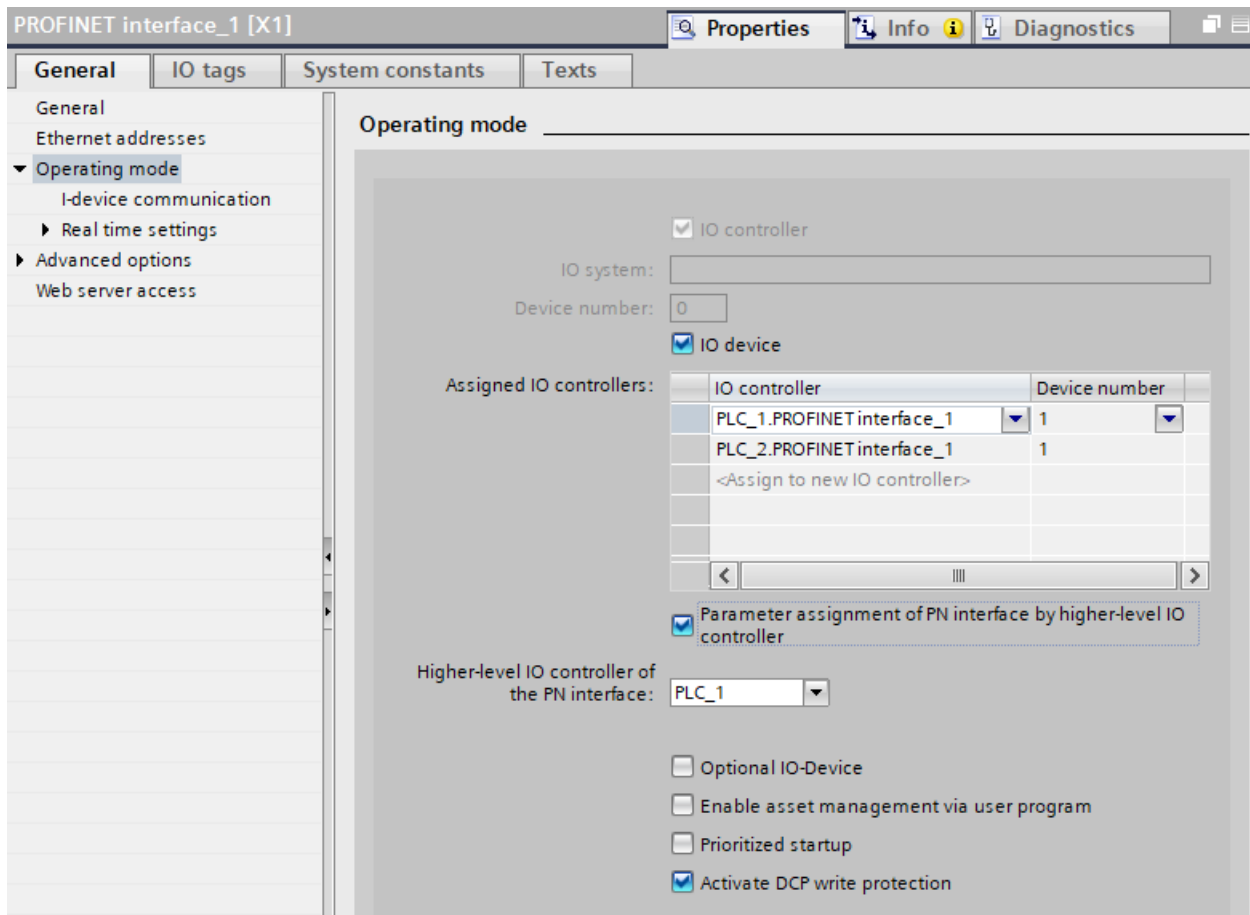 PROFINET interface_1 [X1]
Properties
Info
Diagnostics
General
IO tags
System constants
Texts
General
Ethernet addresses
Operating mode
I-device communication
Real time settings
Advanced options
Web server access
Operating mode
IO controller
IO system:
Device number: 0
IO device
Assigned IO controllers:
IO controller Device number
PLC_1.PROFINET interface_1 1
PLC_2.PROFINET interface_1 1
<Assign to new IO controller>
Parameter assignment of PN interface by higher-level IO
controller
Higher-level IO controller of
the PN interface: PLC_1
Optional IO-Device
Enable asset management via user program
Prioritized startup
Activate DCP write protection